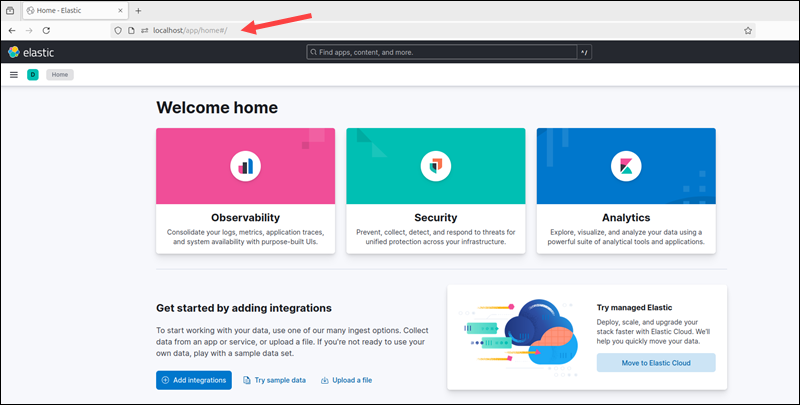 Home - Elastic
localhost/app/home#/
elastic
Find apps, content, and more.
^/
D
Home
Welcome home
Observability
Consolidate your logs, metrics, application traces,
and system availability with purpose-built UIs.
Security
Prevent, collect, detect, and respond to threats for
unified protection across your infrastructure.
Analytics
Explore, visualize, and analyze your data using a
powerful suite of analytical tools and applications.
Get started by adding integrations
To start working with your data, use one of our many ingest options. Collect
data from an app or service, or upload a file. If you're not ready to use your
own data, play with a sample data set.
Add integrations
Try sample data
Upload a file
Try managed Elastic
Deploy, scale, and upgrade your
stack faster with Elastic Cloud. We'll
help you quickly move your data.
Move to Elastic Cloud